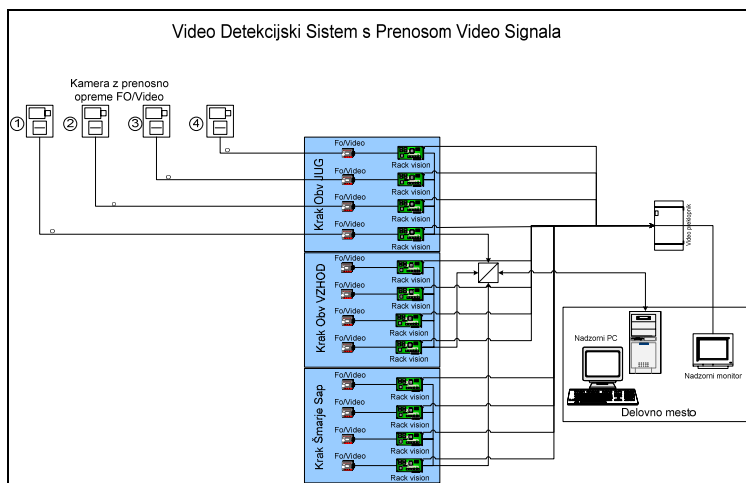 Video Detekcijski Sistem s Prenosom Video Signala
Kamera z prenosno
opreme FO/Video
1
2
3
4
Krak Obv JUG
Fo/Video
Rack vision
Fo/Video
Rack vision
Fo/Video
Rack vision
Fo/Video
Rack vision
Krak Obv VZHOD
Fo/Video
Rack vision
Fo/Video
Rack vision
Fo/Video
Rack vision
Fo/Video
Rack vision
Krak Šmarje Sap
Fo/Video
Rack vision
Fo/Video
Rack vision
Fo/Video
Rack vision
Fo/Video
Rack vision
Video preklopnik
Nadzorni PC
Nadzorni monitor
Delovno mesto